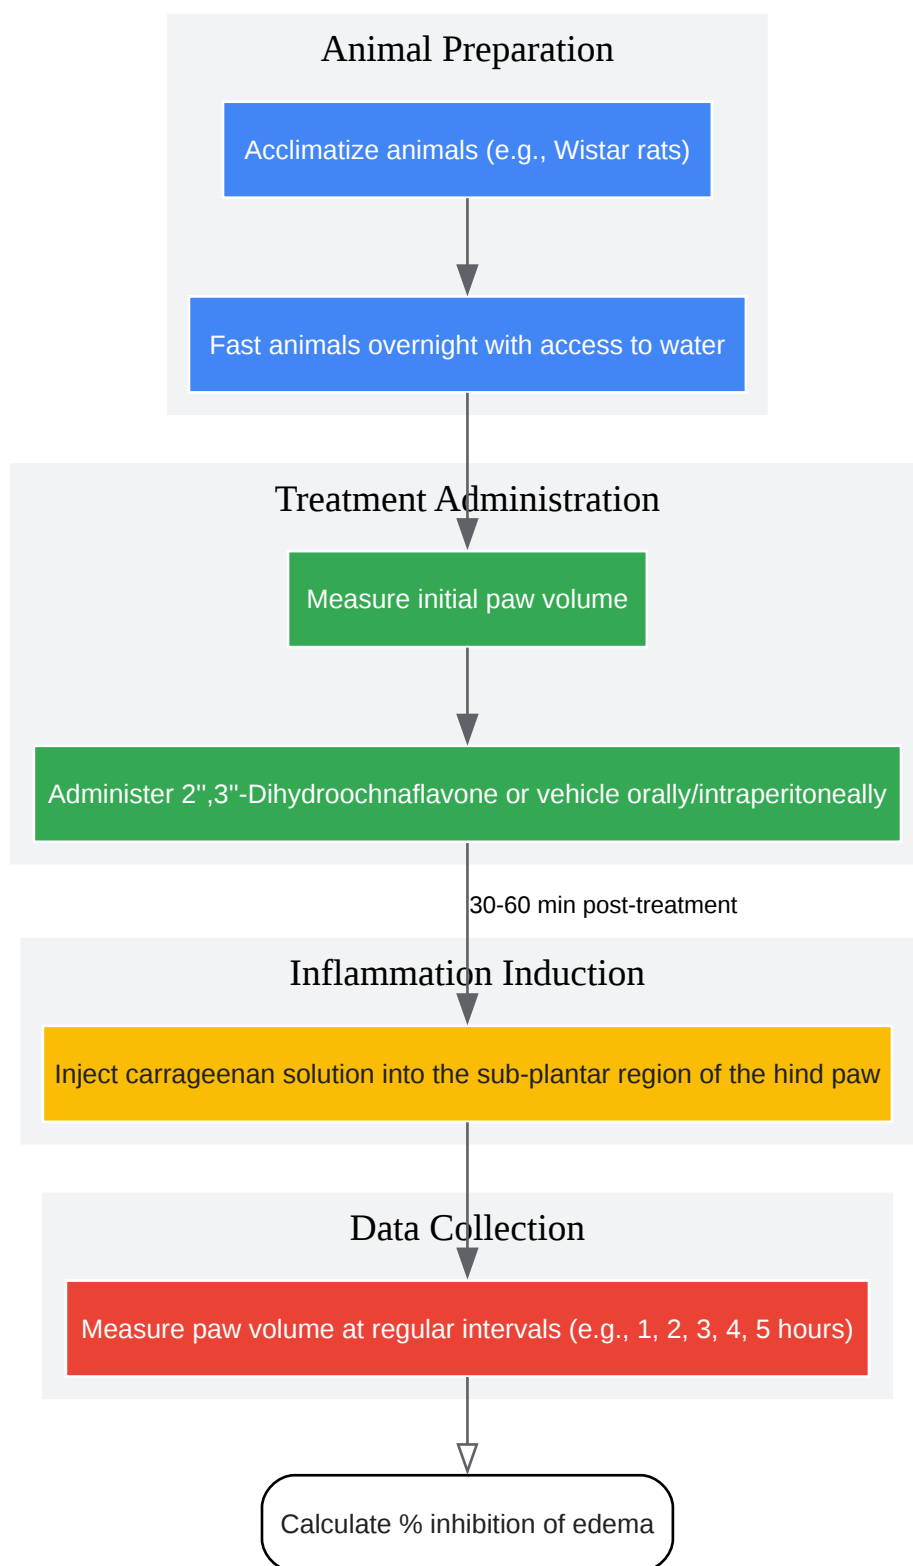 Animal Preparation
Acclimatize animals (e.g., Wistar rats)
Fast animals overnight with access to water
Treatment Administration
Measure initial paw volume
Administer 2'',3''-Dihydroochnaflavone or vehicle orally/intraperitoneally
30-60 min post-treatment
Inflammation Induction
Inject carrageenan solution into the sub-plantar region of the hind paw
Data Collection
Measure paw volume at regular intervals (e.g., 1, 2, 3, 4, 5 hours)
Calculate % inhibition of edema